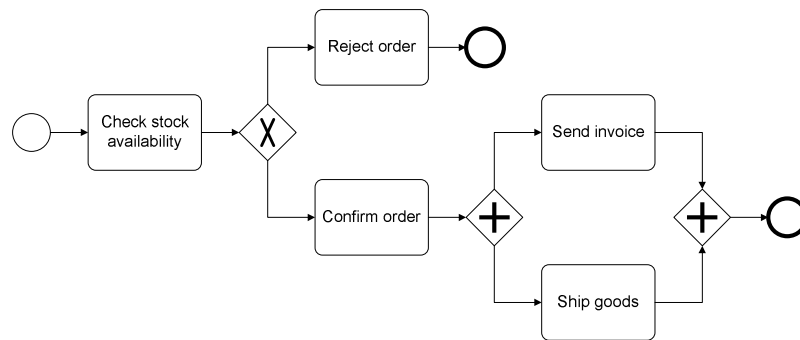 Reject order
Check stock
availability
Send invoice
Confirm order
Ship goods